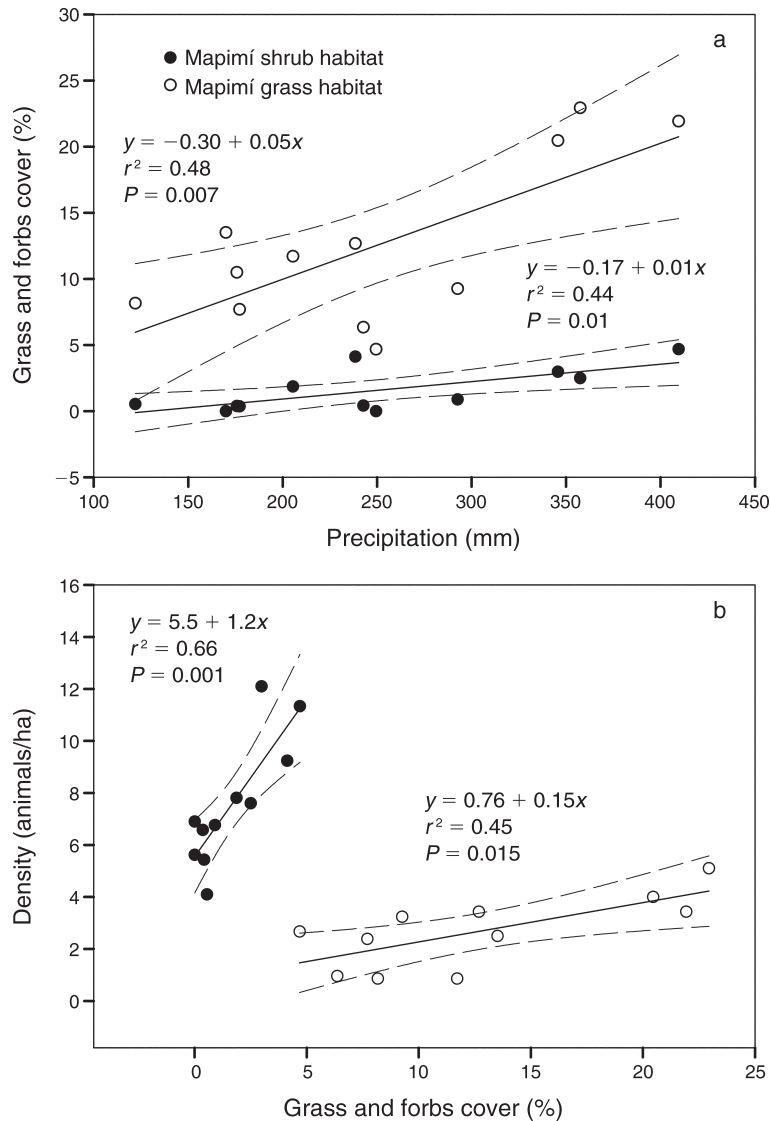 30
25
20
15
10
5
0
−5
Grass and forbs cover (%)
a
Mapimí shrub habitat
Mapimí grass habitat
y = −0.30 + 0.05x
r² = 0.48
P = 0.007
y = −0.17 + 0.01x
r² = 0.44
P = 0.01
100 150 200 250 300 350 400 450
Precipitation (mm)
16
14
12
10
8
6
4
2
0
Density (animals/ha)
b
y = 5.5 + 1.2x
r² = 0.66
P = 0.001
y = 0.76 + 0.15x
r² = 0.45
P = 0.015
0 5 10 15 20 25
Grass and forbs cover (%)